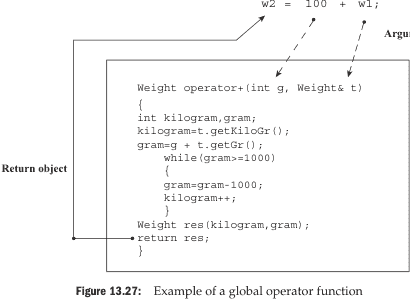 w2 = 100 + w1;
Weight operator+(int g, Weight& t)
{
int kilogram,gram;
kilogram=t.getKiloGr();
gram=g + t.getGr();
while(gram>=1000)
{
gram=gram-1000;
kilogram++;
}
Weight res(kilogram,gram);
return res;
}
Return object
Figure 13.27: Example of a global operator function